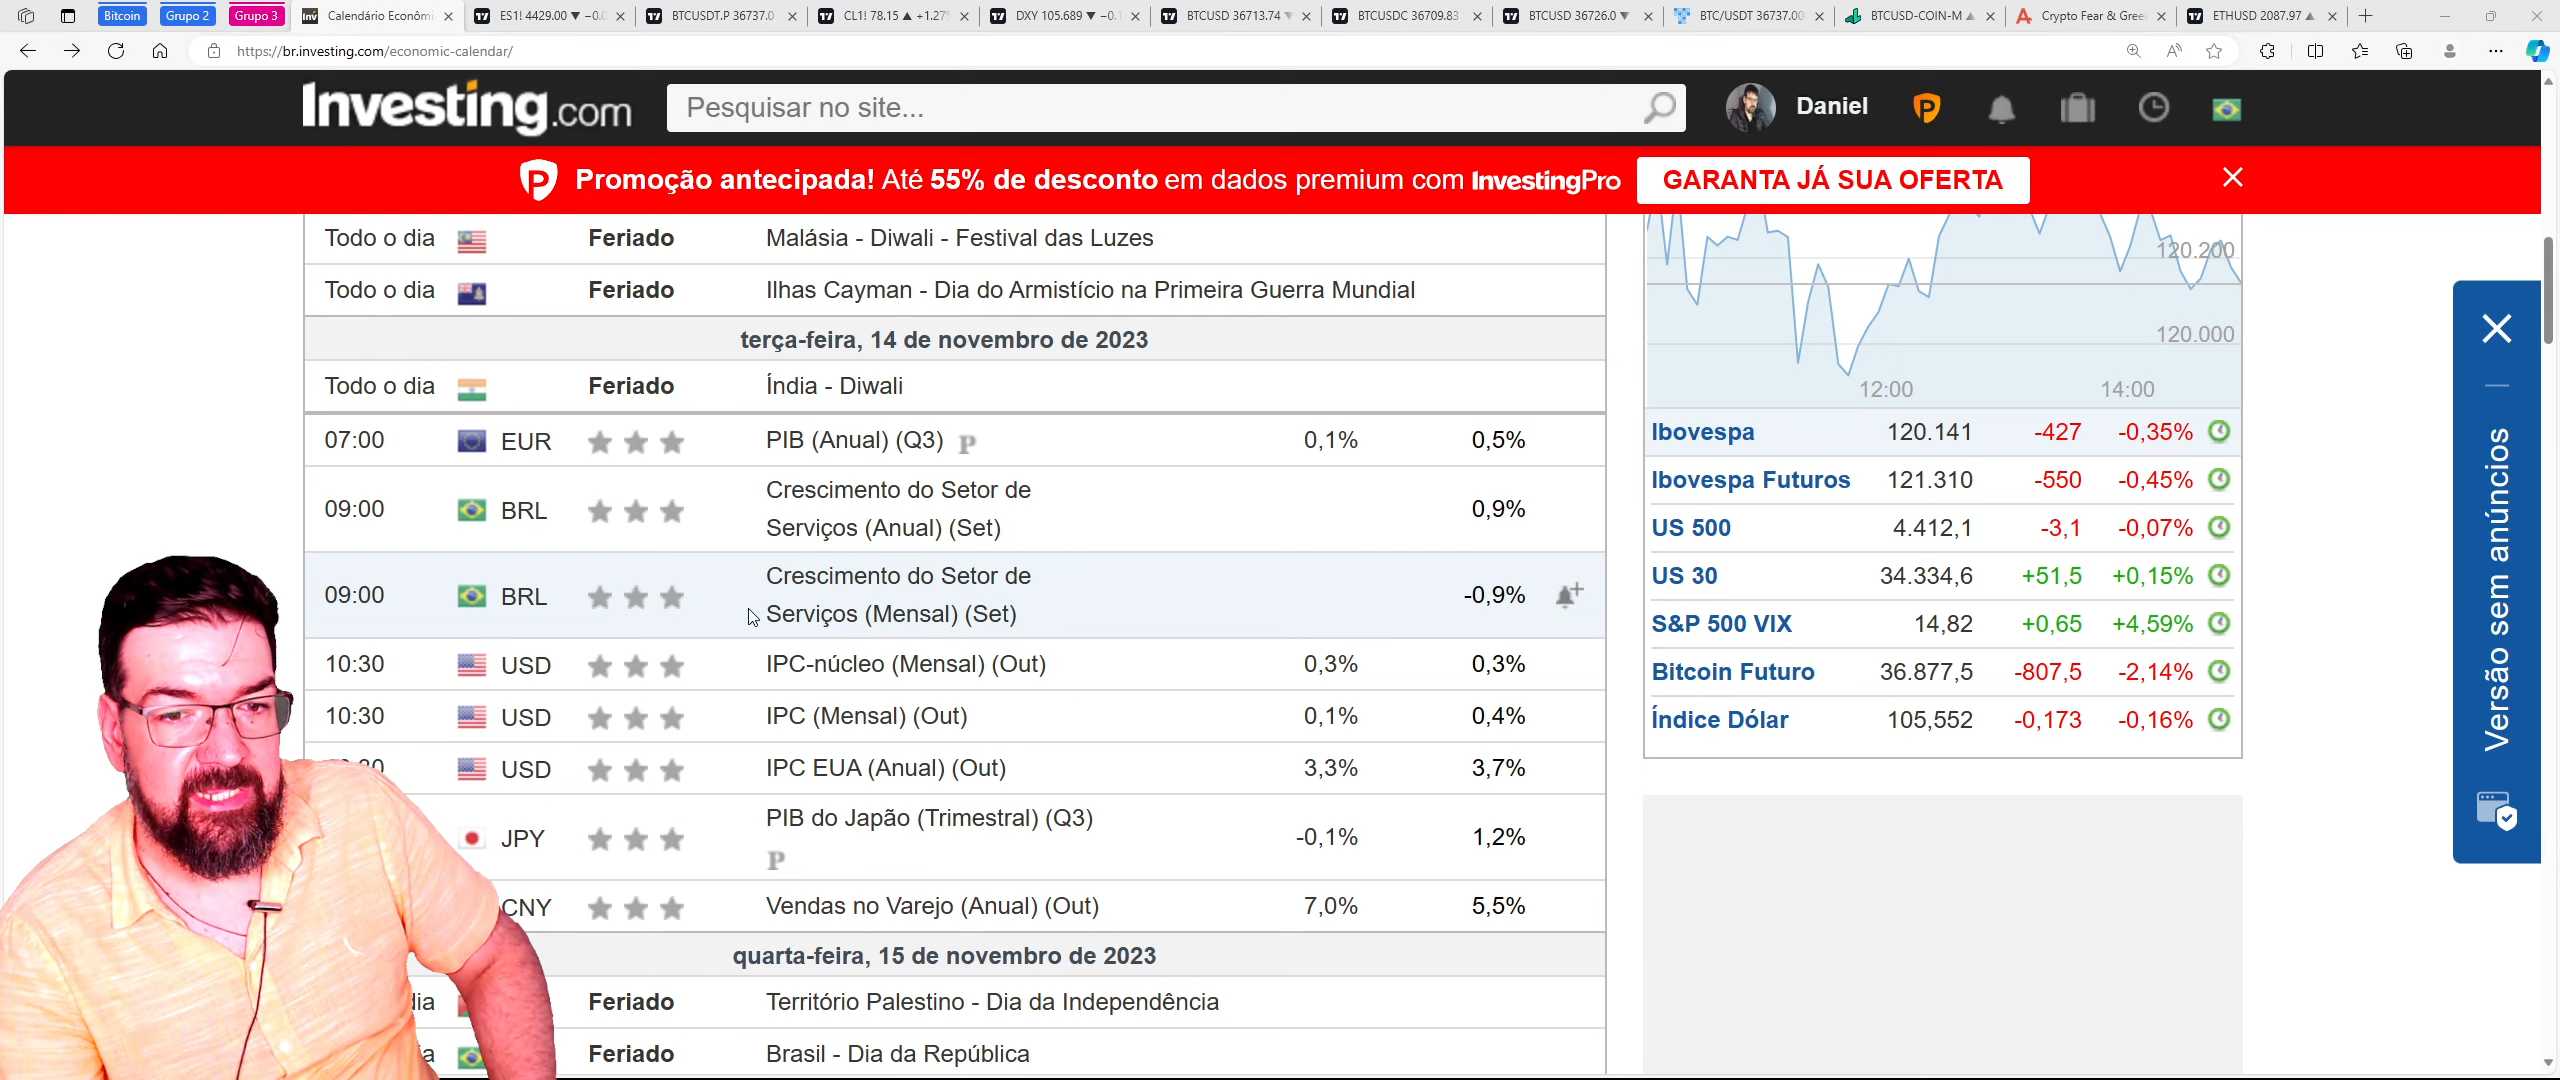 Bitcoin
Grupo 2
Grupo 3
Calendário Econômi
ES1! 4429.00 ▼ −0.0
BTCUSDT.P 36737.0
CL1! 78.15 ▲ +1.27
DXY 105.689 ▼ −0.
BTCUSD 36713.74
BTCUSDC 36709.83
BTCUSD 36726.0 ▼
BTC/USDT 36737.00
BTCUSD-COIN-M ▲
Crypto Fear & Gree
ETHUSD 2087.97 ▲
https://br.investing.com/economic-calendar/
Investing.com
Pesquisar no site...
Daniel
Promoção antecipada! Até 55% de desconto em dados premium com InvestingPro
GARANTA JÁ SUA OFERTA
Todo o dia Feriado Malásia - Diwali - Festival das Luzes
Todo o dia Feriado Ilhas Cayman - Dia do Armistício na Primeira Guerra Mundial
terça-feira, 14 de novembro de 2023
Todo o dia Feriado Índia - Diwali
07:00 EUR PIB (Anual) (Q3) P 0,1% 0,5%
09:00 BRL Crescimento do Setor de
Serviços (Anual) (Set) 0,9%
09:00 BRL Crescimento do Setor de
Serviços (Mensal) (Set) -0,9%
10:30 USD IPC-núcleo (Mensal) (Out) 0,3% 0,3%
10:30 USD IPC (Mensal) (Out) 0,1% 0,4%
USD IPC EUA (Anual) (Out) 3,3% 3,7%
JPY PIB do Japão (Trimestral) (Q3) -0,1% 1,2%
P
CNY Vendas no Varejo (Anual) (Out) 7,0% 5,5%
quarta-feira, 15 de novembro de 2023
dia Feriado Território Palestino - Dia da Independência
Feriado Brasil - Dia da República
120.200
120.000
12:00 14:00
Ibovespa 120.141 -427 -0,35%
Ibovespa Futuros 121.310 -550 -0,45%
US 500 4.412,1 -3,1 -0,07%
US 30 34.334,6 +51,5 +0,15%
S&P 500 VIX 14,82 +0,65 +4,59%
Bitcoin Futuro 36.877,5 -807,5 -2,14%
Índice Dólar 105,552 -0,173 -0,16%
Versão sem anúncios